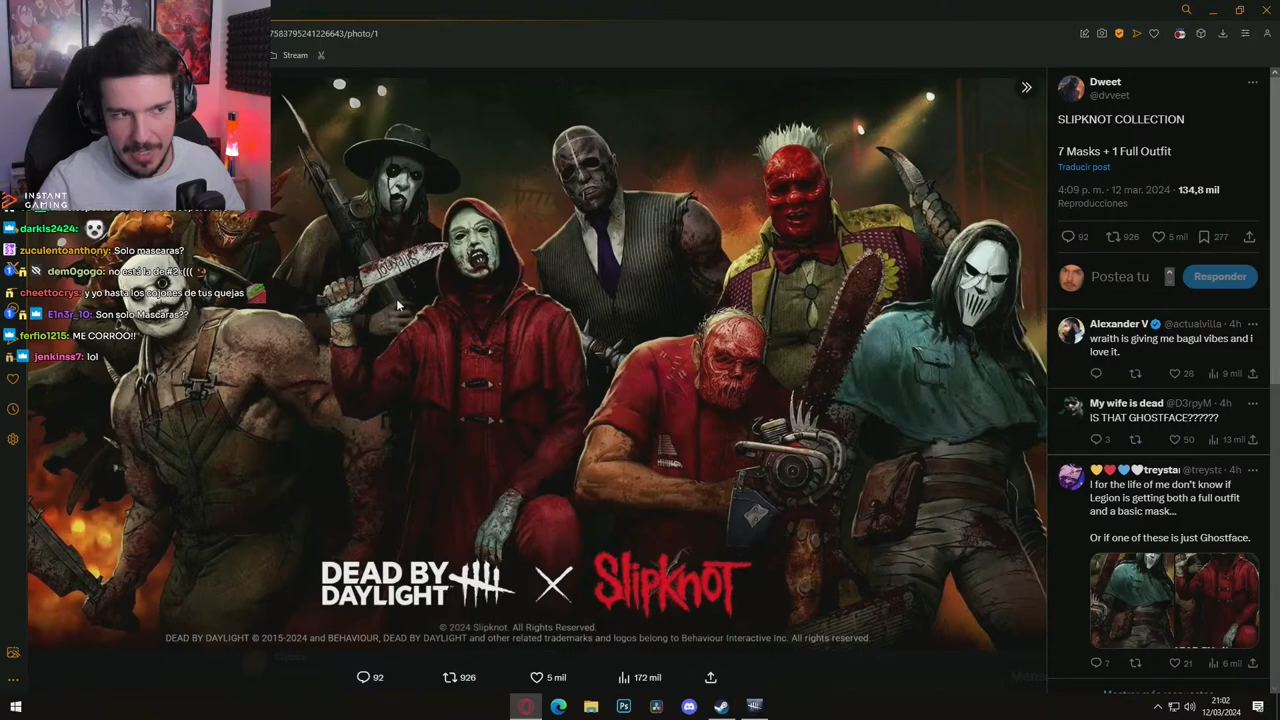 7583795241226643/photo/1
Stream
INSTANT
GAMING
darkis2424:
zuculentoanthony: Solo mascaras?
dem0gogo: no está la de #2:(((
cheettocrys: y yo hasta los cojones de tus quejas
E1n3r_10: Son solo Mascaras??
ferfio1215: ME CORRO!!
jenkinss7: lol
DEAD BY
DAYLIGHT
SLIPKNOT
© 2024 Slipknot. All Rights Reserved.
DEAD BY DAYLIGHT © 2015-2024 and BEHAVIOUR, DEAD BY DAYLIGHT and other related trademarks and logos belong to Behaviour Interactive Inc. All rights reserved.
92
926
5 mil
172 mil
Dweet
@dvveet
SLIPKNOT COLLECTION
7 Masks + 1 Full Outfit
Traducir post
4:09 p. m. · 12 mar. 2024 · 134,8 mil
Reproducciones
92
926
5 mil
277
Postea tu
Responder
Alexander V @actualvilla · 4h
wraith is giving me bagul vibes and i
love it.
28
9 mil
My wife is dead @D3rpyM · 4h
IS THAT GHOSTFACE??????
3
50
13 mil
treysta @treysta · 4h
I for the life of me don't know if
Legion is getting both a full outfit
and a basic mask...
Or if one of these is just Ghostface.
7
21
6 mil
Mostrar más respuestas
Ps
21:02
12/03/2024